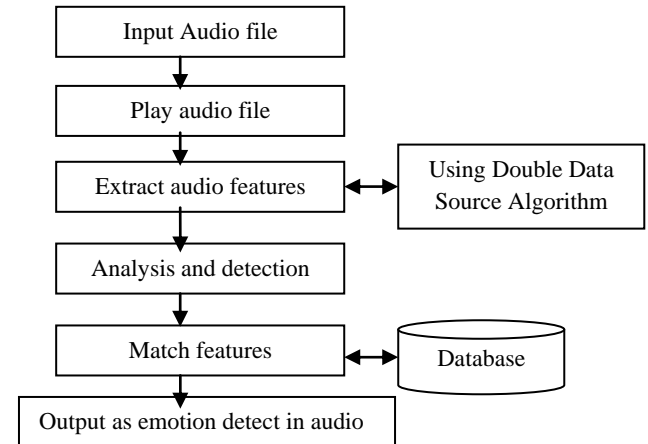 Input Audio file
Play audio file
Extract audio features
Using Double Data
Source Algorithm
Analysis and detection
Match features
Database
Output as emotion detect in audio